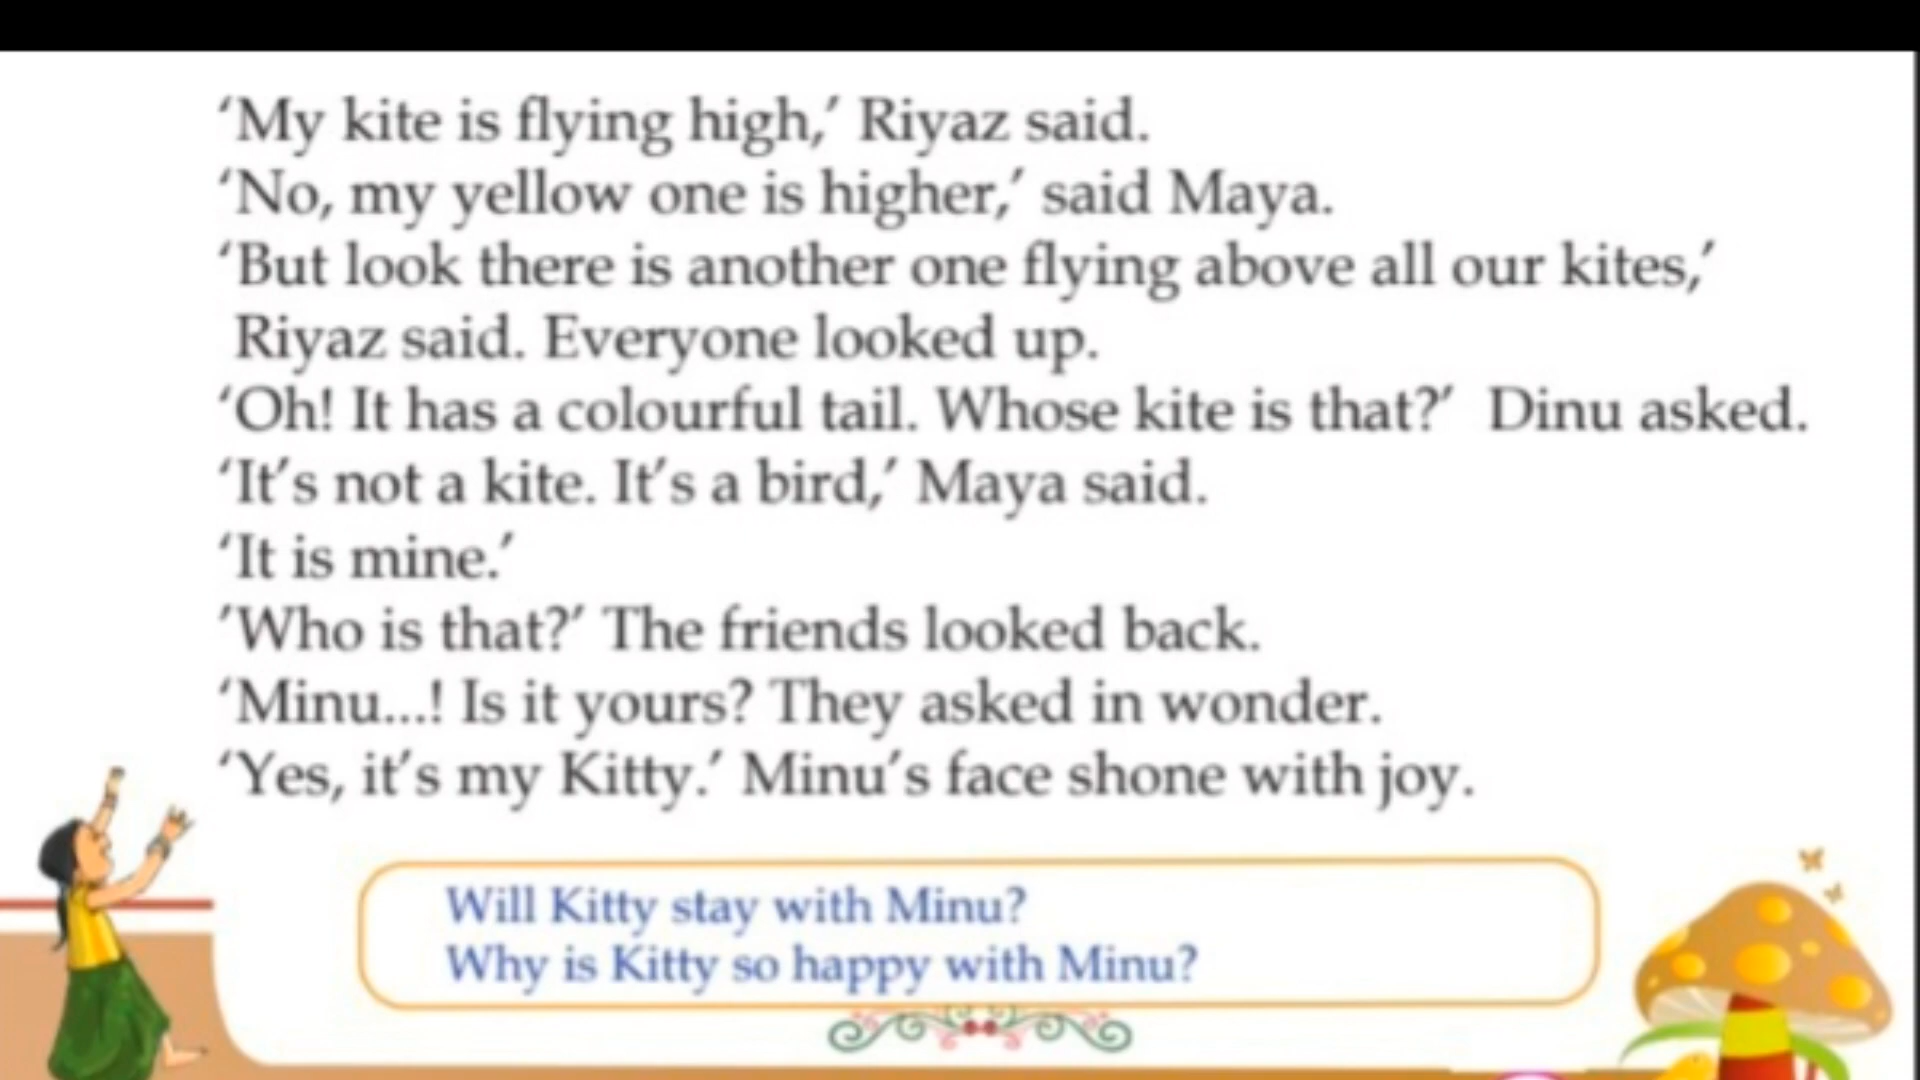 ‘My kite is flying high,’ Riyaz said.
‘No, my yellow one is higher,’ said Maya.
‘But look there is another one flying above all our kites,’
Riyaz said. Everyone looked up.
‘Oh! It has a colourful tail. Whose kite is that?’ Dinu asked.
‘It’s not a kite. It’s a bird,’ Maya said.
‘It is mine.’
’Who is that?’ The friends looked back.
‘Minu...! Is it yours? They asked in wonder.
‘Yes, it’s my Kitty.’ Minu’s face shone with joy.
Will Kitty stay with Minu?
Why is Kitty so happy with Minu?